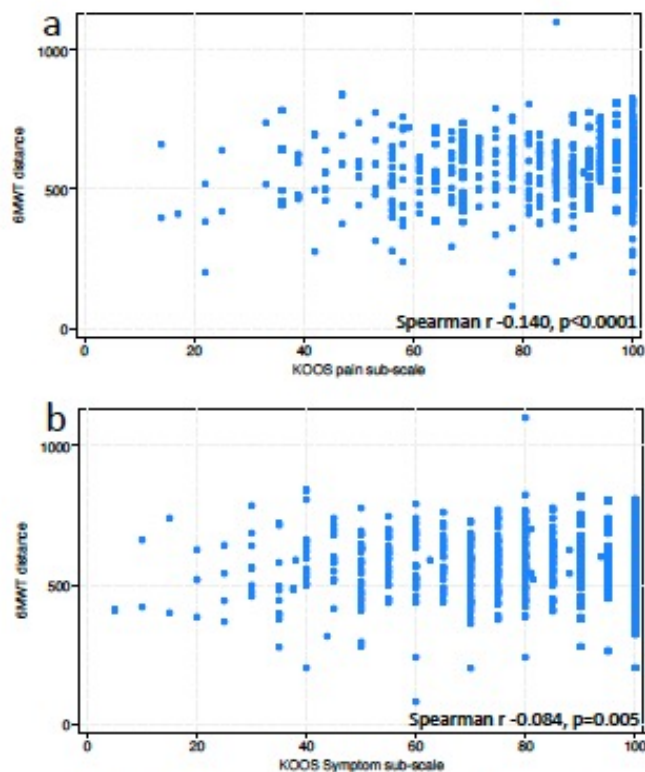 a
1000
500
0
6MWT distance
Spearman r -0.140, p<0.0001
0 20 40 60 80 100
KOOS pain sub-scale
b
1000
500
0
6MWT distance
Spearman r -0.084, p=0.005
0 20 40 60 80 100
KOOS Symptom sub-scale